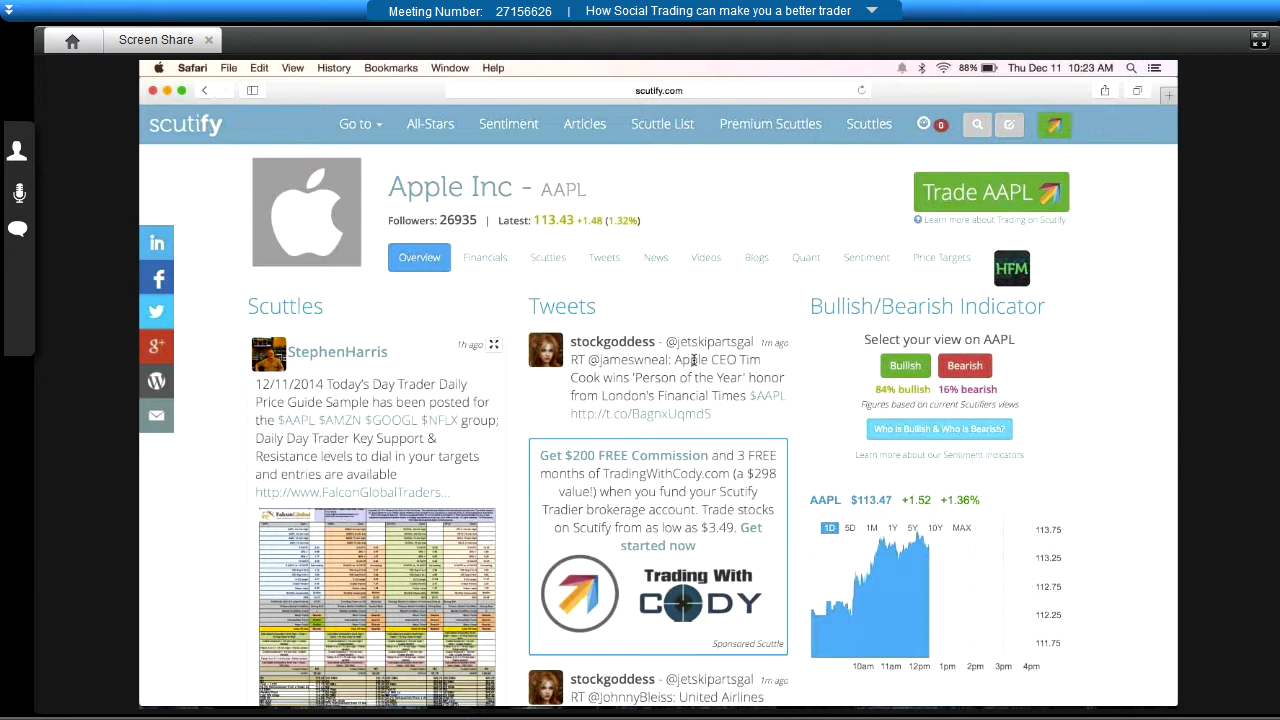 Meeting Number: 27156626 | How Social Trading can make you a better trader
Screen Share
Safari File Edit View History Bookmarks Window Help 88% Thu Dec 11 10:23 AM
scutify.com
scutify Go to All-Stars Sentiment Articles Scuttle List Premium Scuttles Scuttles 0
Apple Inc - AAPL
Trade AAPL
Followers: 26935 | Latest: 113.43 +1.48 (1.32%)
Learn more about Trading on Scutify
Overview Financials Scuttles Tweets News Videos Blogs Quant Sentiment Price Targets
HFM
Scuttles
StephenHarris 1h ago
12/11/2014 Today's Day Trader Daily
Price Guide Sample has been posted for
the $AAPL $AMZN $GOOGL $NFLX group;
Daily Day Trader Key Support &
Resistance levels to dial in your targets
and entries are available
http://www.FalconGlobalTraders...
Tweets
stockgoddess - @jetskipartsgal 1m ago
RT @jameswneal: Apple CEO Tim
Cook wins 'Person of the Year' honor
from London's Financial Times $AAPL
http://t.co/BagnxUqmdS
Get $200 FREE Commission and 3 FREE
months of TradingWithCody.com (a $298
value!) when you fund your Scutify
Tradier brokerage account. Trade stocks
on Scutify from as low as $3.49. Get
started now
Trading With
CODY
Sponsored Scuttle
stockgoddess - @jetskipartsgal 1m ago
RT @JohnnyBleiss: United Airlines
Bullish/Bearish Indicator
Select your view on AAPL
Bullish Bearish
84% bullish 16% bearish
Figures based on current Scutifiers views
Who is Bullish & Who is Bearish?
Learn more about our Sentiment Indicators
AAPL $113.47 +1.52 +1.36%
1D 5D 1M 1Y 5Y 10Y MAX
113.75
113.25
112.75
112.25
111.75
10am 11am 12pm 1pm 2pm 3pm 4pm
in
f
g+